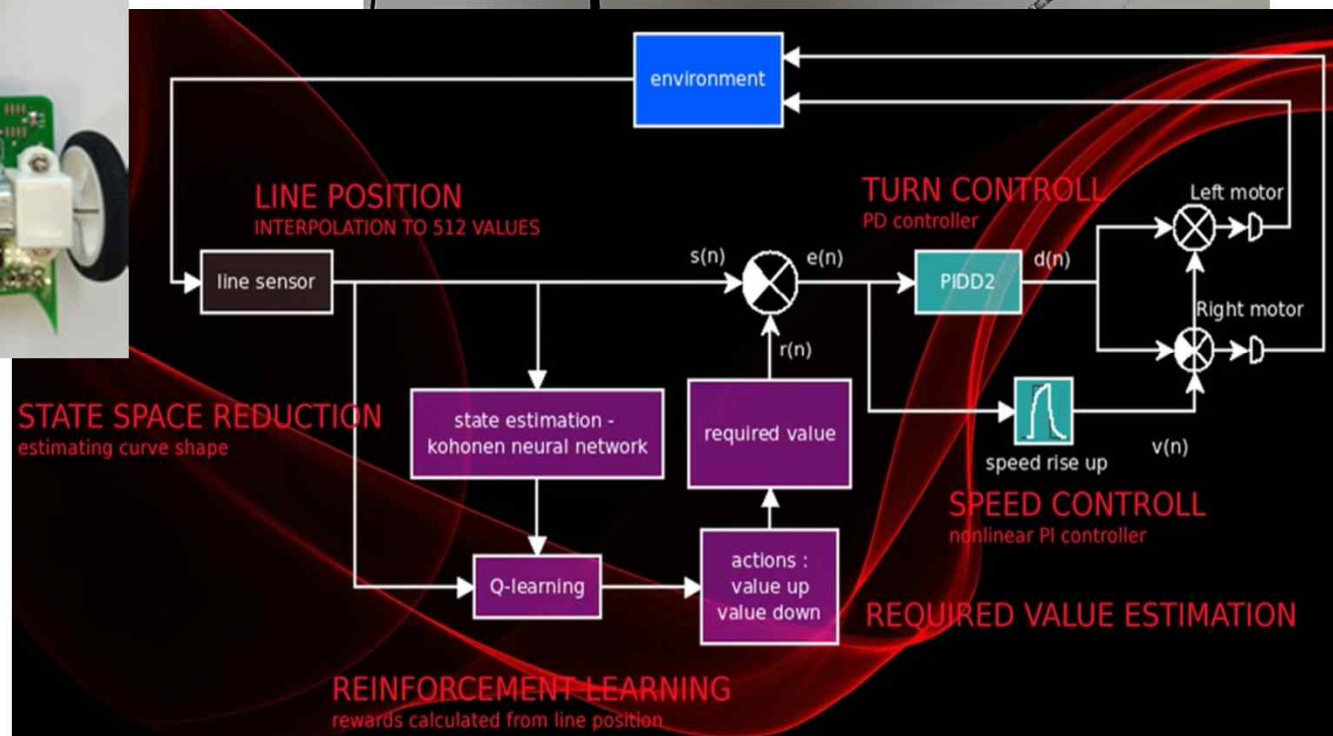 environment
LINE POSITION
INTERPOLATION TO 512 VALUES
TURN CONTROLL
PD controller
Left motor
line sensor
s(n)
e(n)
PIDD2
d(n)
Right motor
r(n)
STATE SPACE REDUCTION
estimating curve shape
state estimation -
kohonen neural network
required value
speed rise up
v(n)
SPEED CONTROLL
nonlinear PI controller
Q-learning
actions :
value up
value down
REQUIRED VALUE ESTIMATION
REINFORCEMENT LEARNING
rewards calculated from line position